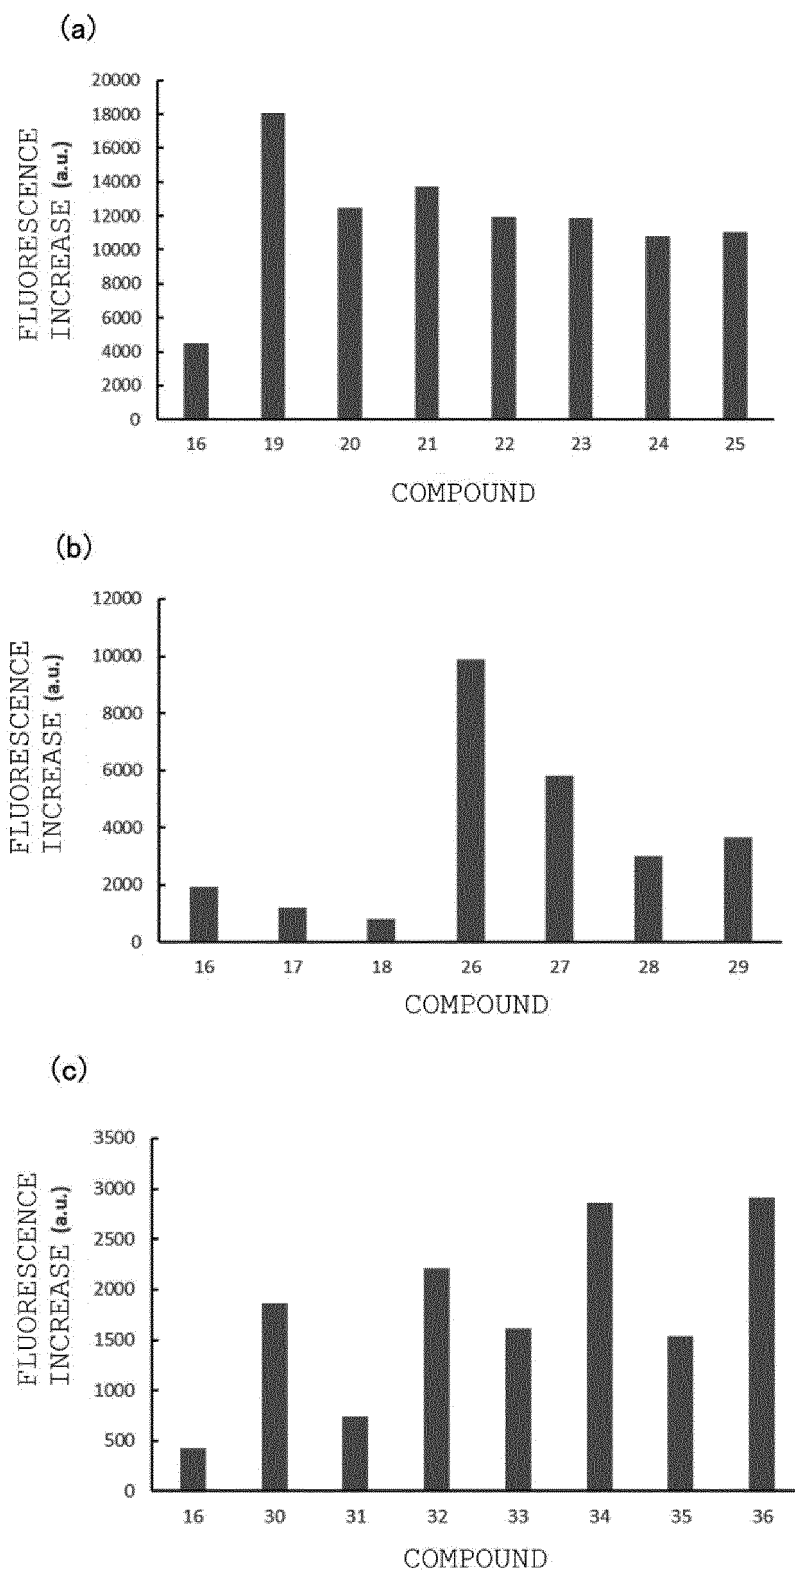 (a)
FLUORESCENCE
INCREASE (a.u.)
20000
18000
16000
14000
12000
10000
8000
6000
4000
2000
0
16 19 20 21 22 23 24 25
COMPOUND
(b)
FLUORESCENCE
INCREASE (a.u.)
12000
10000
8000
6000
4000
2000
0
16 17 18 26 27 28 29
COMPOUND
(c)
FLUORESCENCE
INCREASE (a.u.)
3500
3000
2500
2000
1500
1000
500
0
16 30 31 32 33 34 35 36
COMPOUND